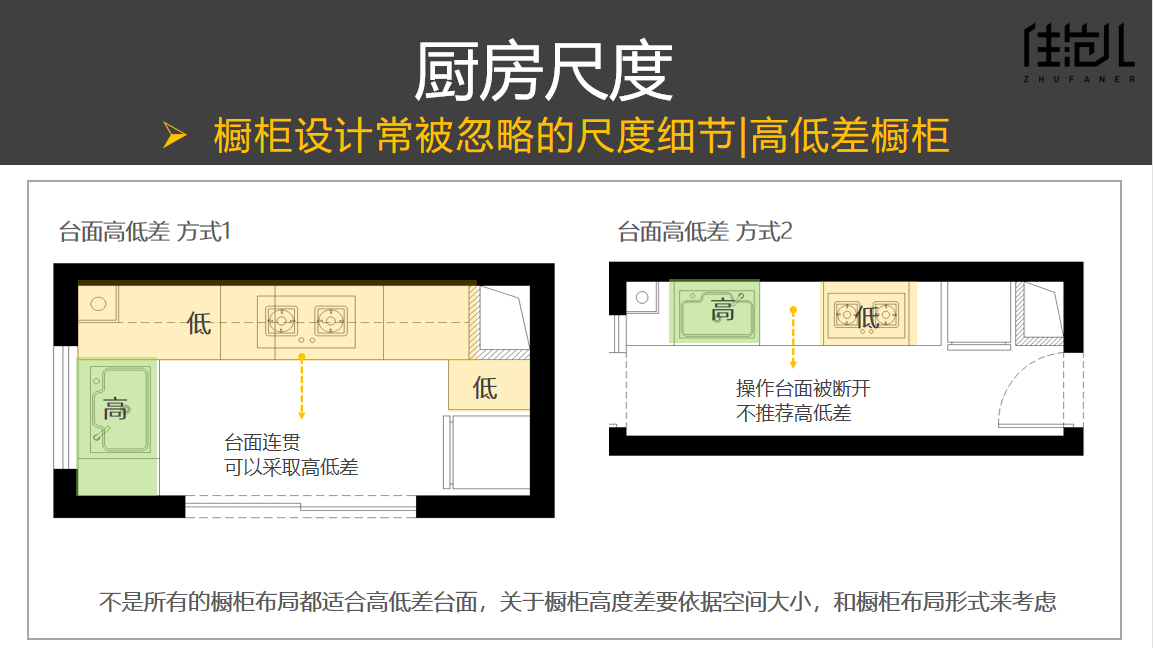 厨房尺度
住范儿
ZHUFANER
橱柜设计常被忽略的尺度细节|高低差橱柜
台面高低差 方式1
台面高低差 方式2
低
高
低
台面连贯
可以采取高低差
高
低
操作台面被断开
不推荐高低差
不是所有的橱柜布局都适合高低差台面，关于橱柜高度差要依据空间大小，和橱柜布局形式来考虑